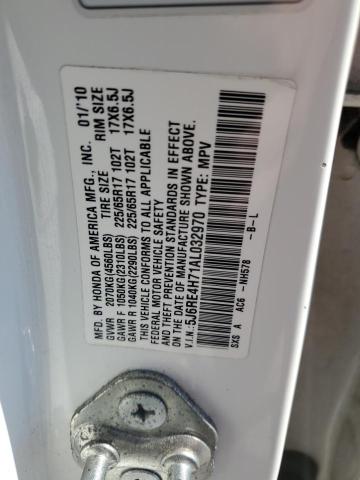 MFD. BY HONDA OF AMERICA MFG., INC. 01/'10
TIRE SIZE RIM SIZE
GVWR 2070KG(4560LBS)
GAWR F 1050KG(2310LBS) 225/65R17 102T 17X6.5J
GAWR R 1040KG(2290LBS) 225/65R17 102T 17X6.5J
THIS VEHICLE CONFORMS TO ALL APPLICABLE
FEDERAL MOTOR VEHICLE SAFETY
AND THEFT PREVENTION STANDARDS IN EFFECT
ON THE DATE OF MANUFACTURE SHOWN ABOVE.
V.I.N.: 5J6RE4H71AL032970 TYPE: MPV
SXS A AC6 -NH578 -B-L